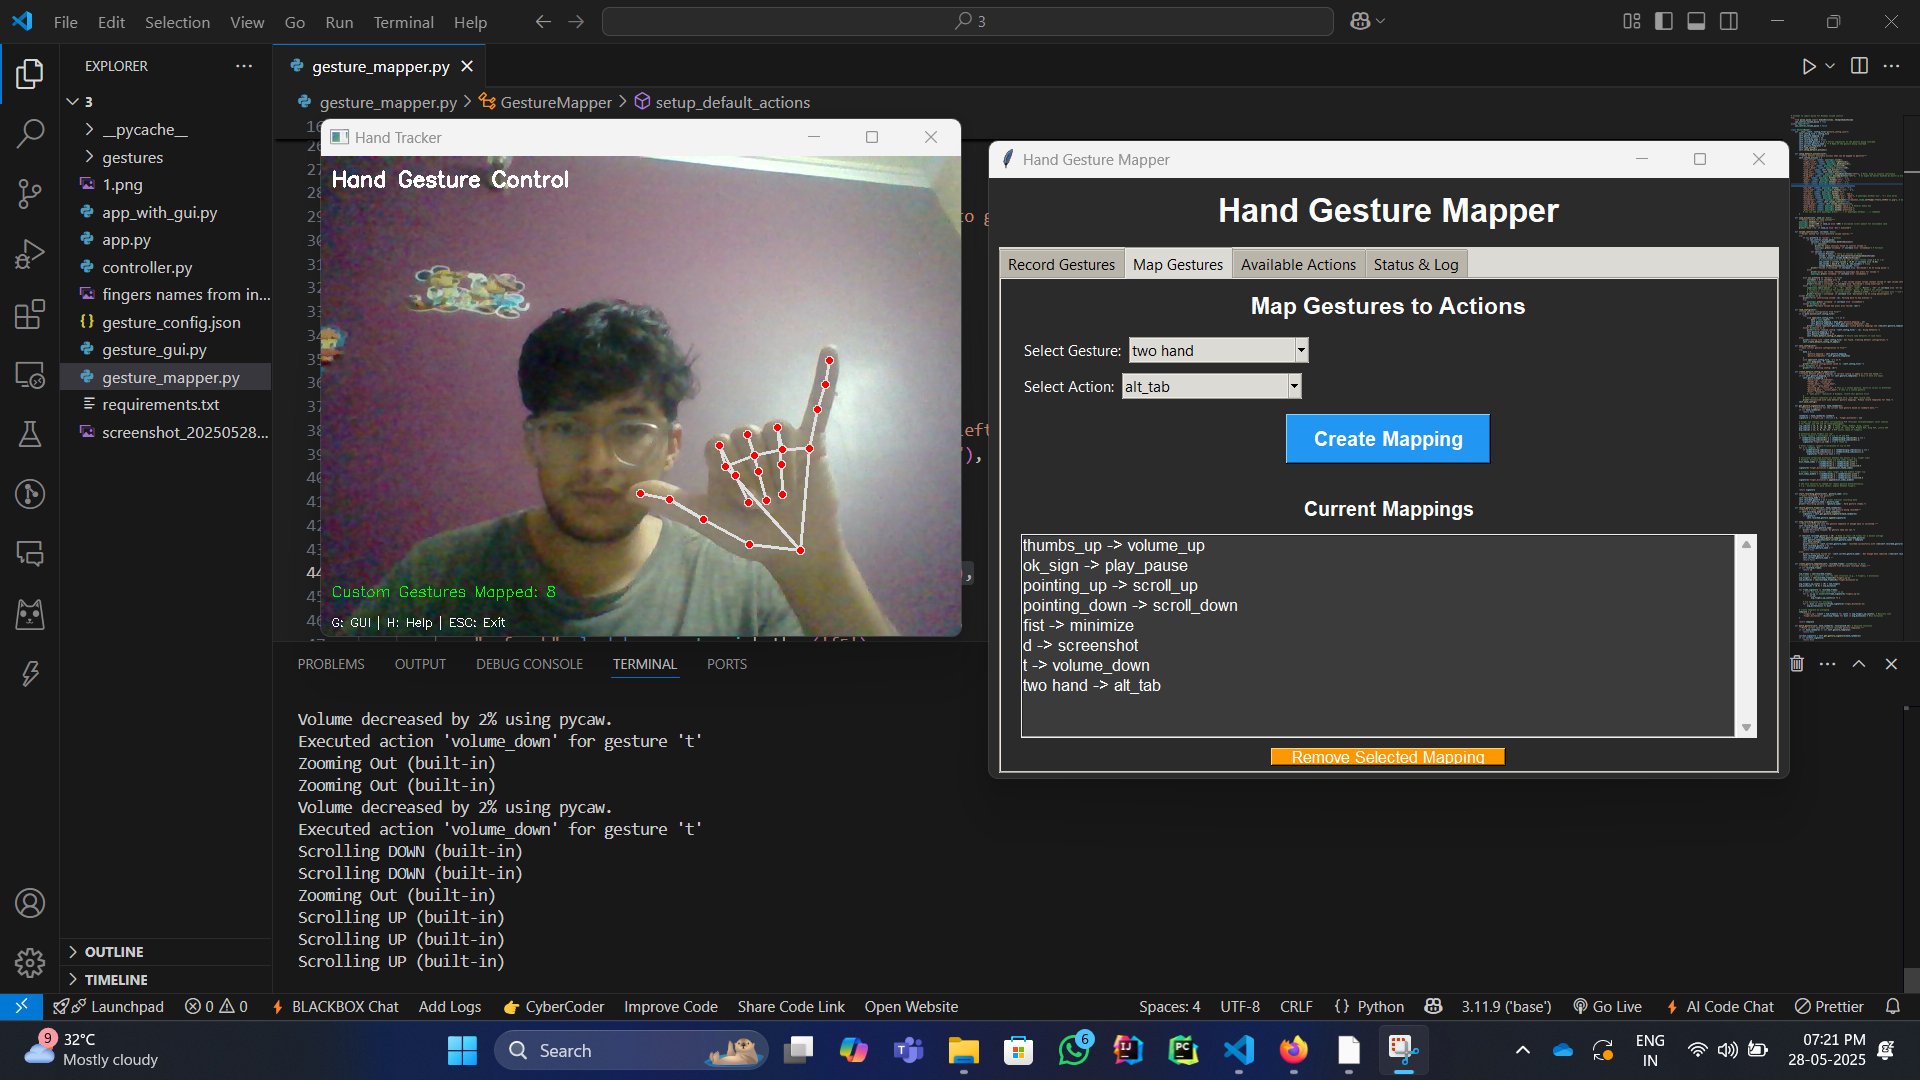 File Edit Selection View Go Run Terminal Help
3
EXPLORER
3
__pycache__
gestures
1.png
app_with_gui.py
app.py
controller.py
fingers names from in...
gesture_config.json
gesture_gui.py
gesture_mapper.py
requirements.txt
screenshot_20250528...
OUTLINE
TIMELINE
gesture_mapper.py
gesture_mapper.py > GestureMapper > setup_default_actions
Hand Tracker
Hand Gesture Control
Custom Gestures Mapped: 8
G: GUI | H: Help | ESC: Exit
Hand Gesture Mapper
Hand Gesture Mapper
Record Gestures Map Gestures Available Actions Status & Log
Map Gestures to Actions
Select Gesture: two hand
Select Action: alt_tab
Create Mapping
Current Mappings
thumbs_up -> volume_up
ok_sign -> play_pause
pointing_up -> scroll_up
pointing_down -> scroll_down
fist -> minimize
d -> screenshot
t -> volume_down
two hand -> alt_tab
Remove Selected Mapping
PROBLEMS OUTPUT DEBUG CONSOLE TERMINAL PORTS
Volume decreased by 2% using pycaw.
Executed action 'volume_down' for gesture 't'
Zooming Out (built-in)
Zooming Out (built-in)
Volume decreased by 2% using pycaw.
Executed action 'volume_down' for gesture 't'
Scrolling DOWN (built-in)
Scrolling DOWN (built-in)
Zooming Out (built-in)
Scrolling UP (built-in)
Scrolling UP (built-in)
Scrolling UP (built-in)
Launchpad 0 0 BLACKBOX Chat Add Logs CyberCoder Improve Code Share Code Link Open Website Spaces: 4 UTF-8 CRLF {} Python 3.11.9 ('base') Go Live AI Code Chat Prettier
9
32°C
Mostly cloudy
Search
6
ENG
IN
07:21 PM
28-05-2025